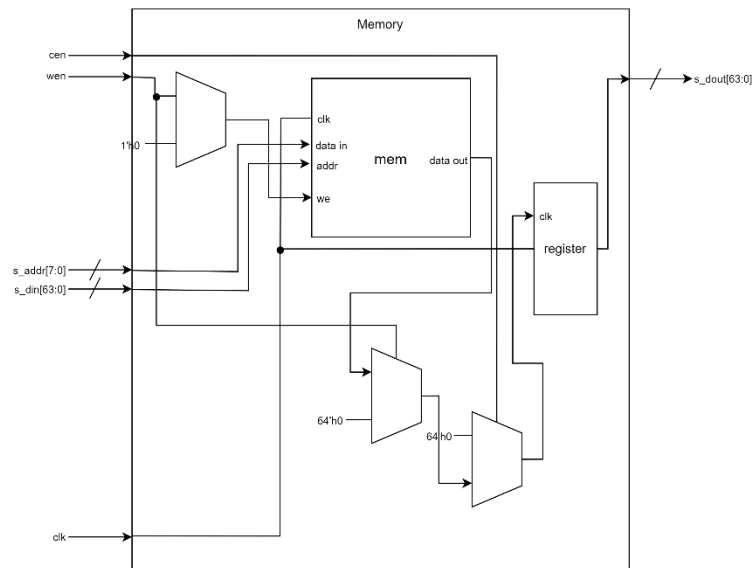 Memory
cen
wen
s_dout[63:0]
clk
1'h0
data in
mem
data out
addr
we
clk
register
s_addr[7:0]
s_din[63:0]
64'h0
64'h0
clk